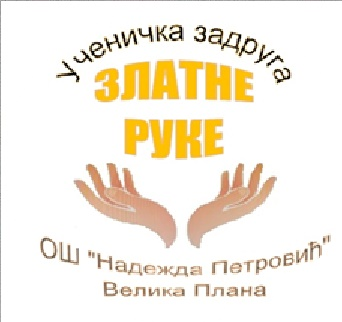 Ученичка задруга
ЗЛАТНЕ
РУКЕ
ОШ "Надежда Петровић"
Велика Плана